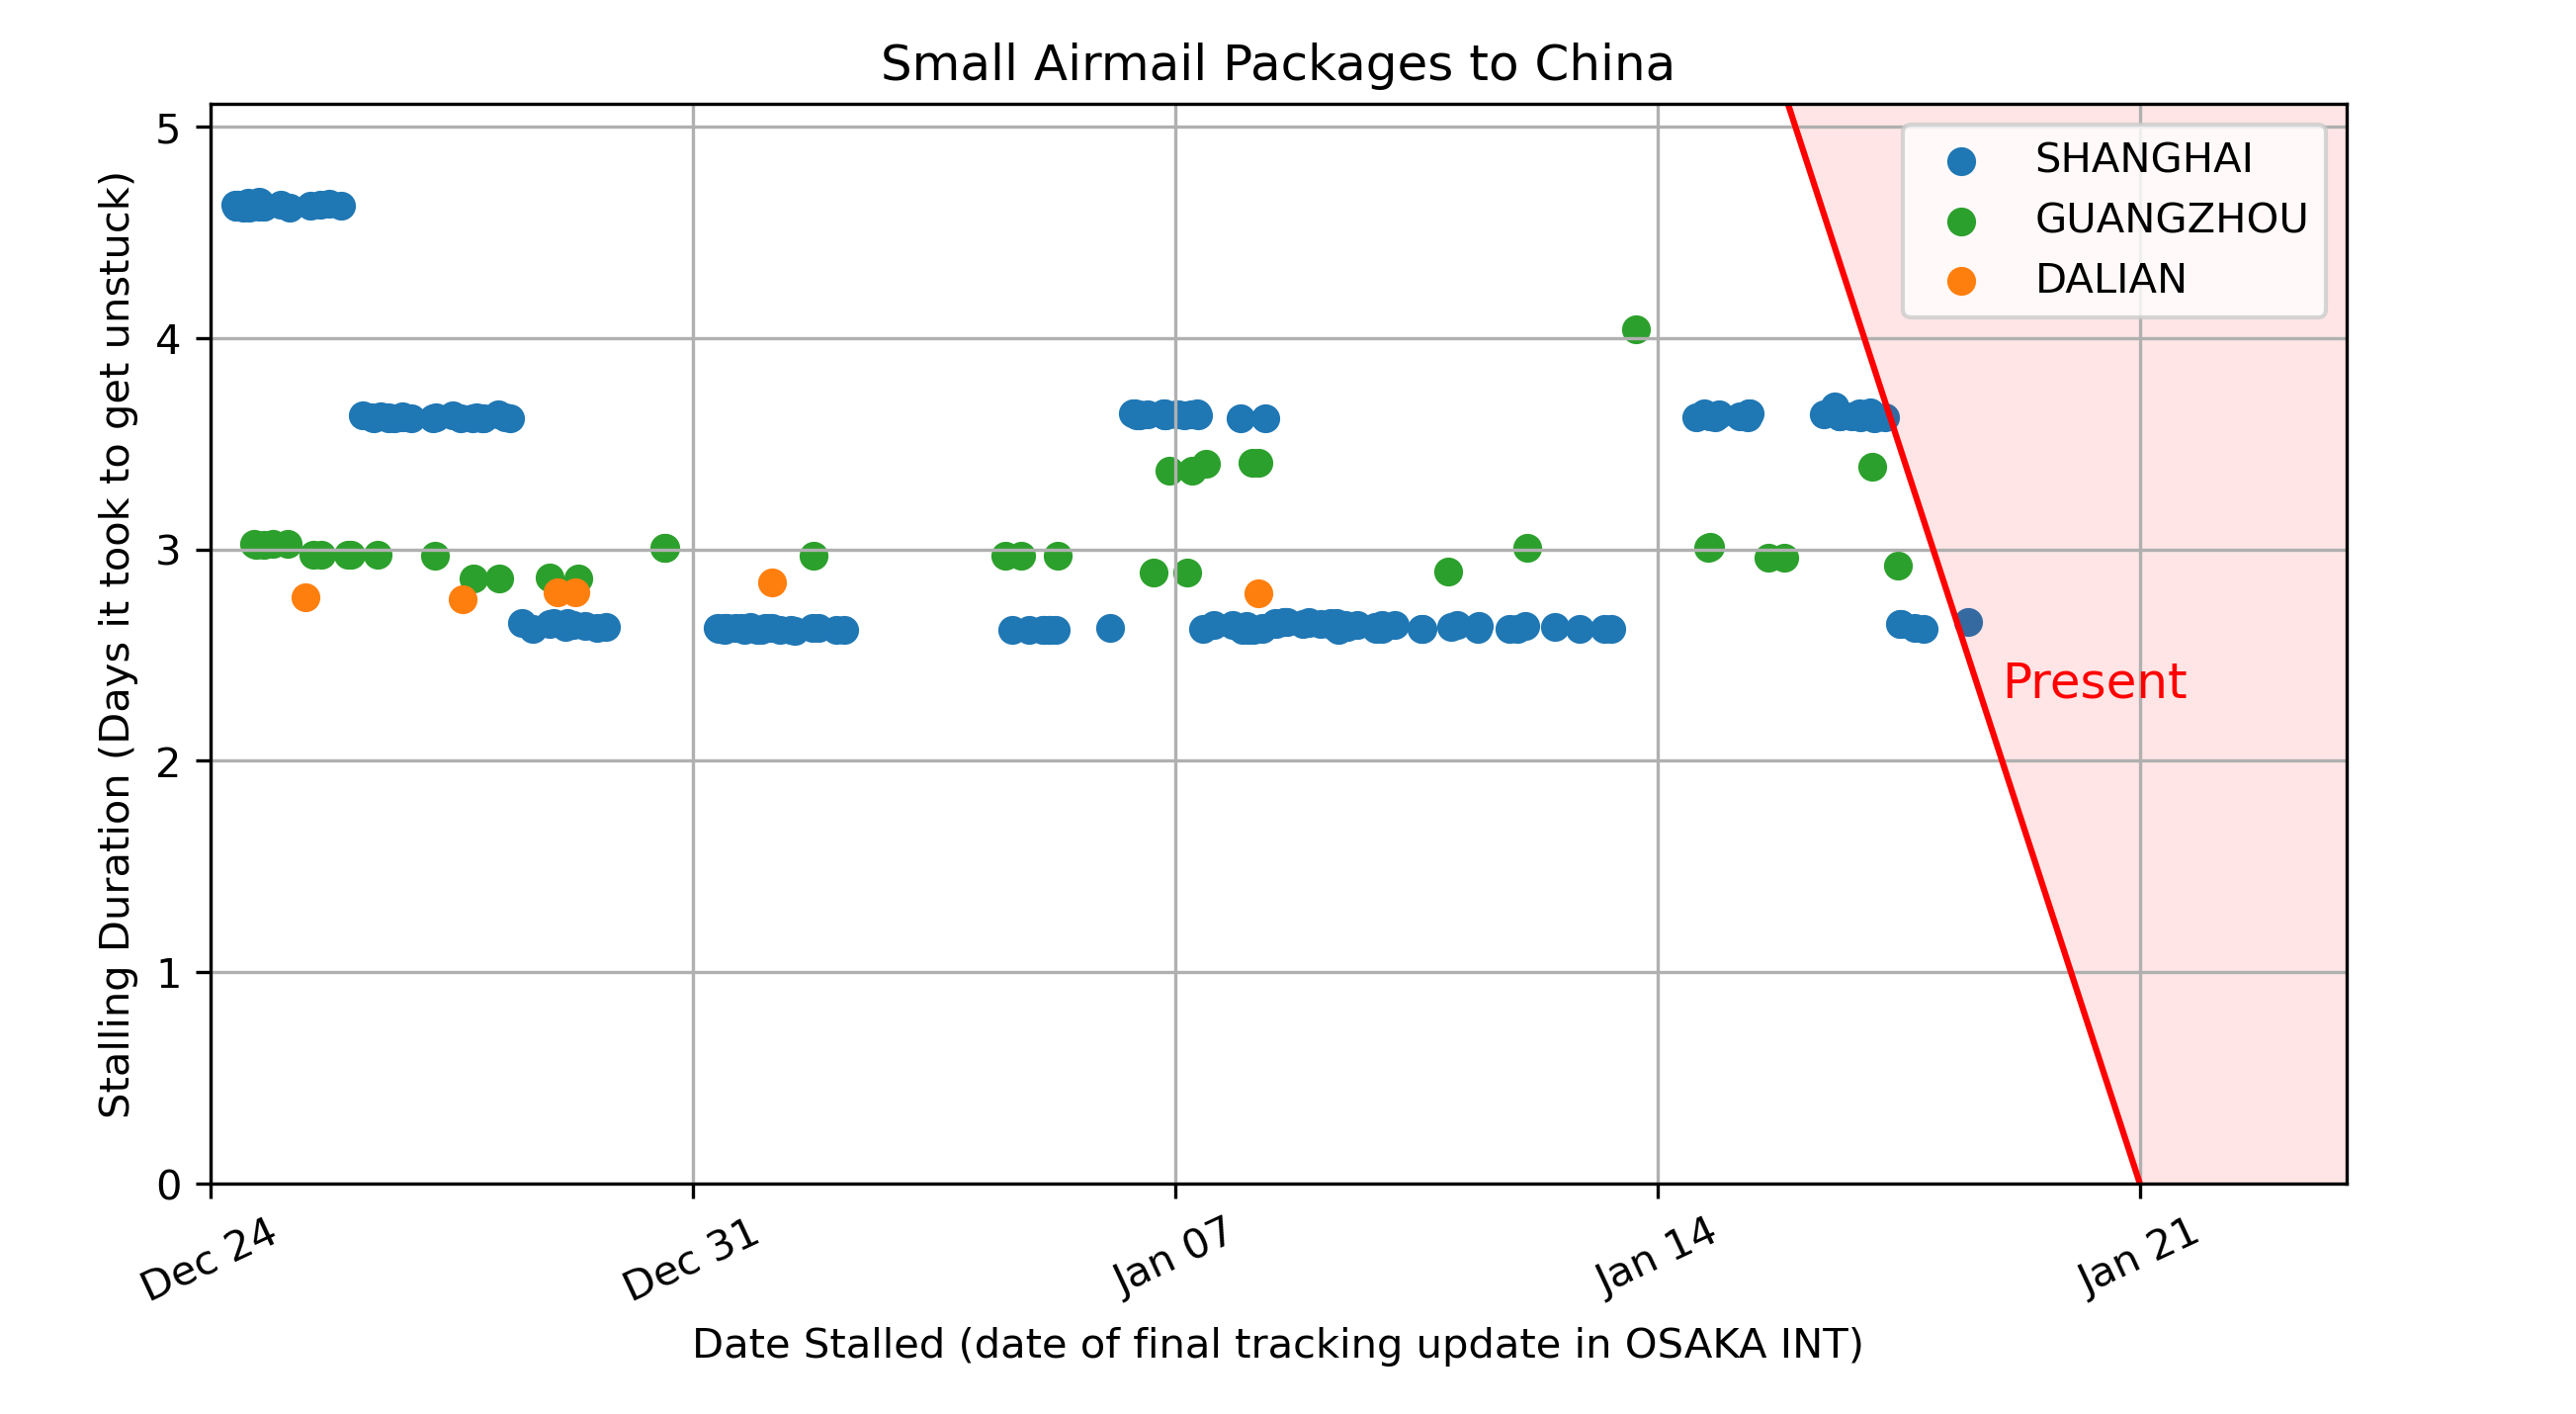 Small Airmail Packages to China
Stalling Duration (Days it took to get unstuck)
5
4
3
2
1
0
SHANGHAI
GUANGZHOU
DALIAN
Present
Dec 24
Dec 31
Jan 07
Jan 14
Jan 21
Date Stalled (date of final tracking update in OSAKA INT)